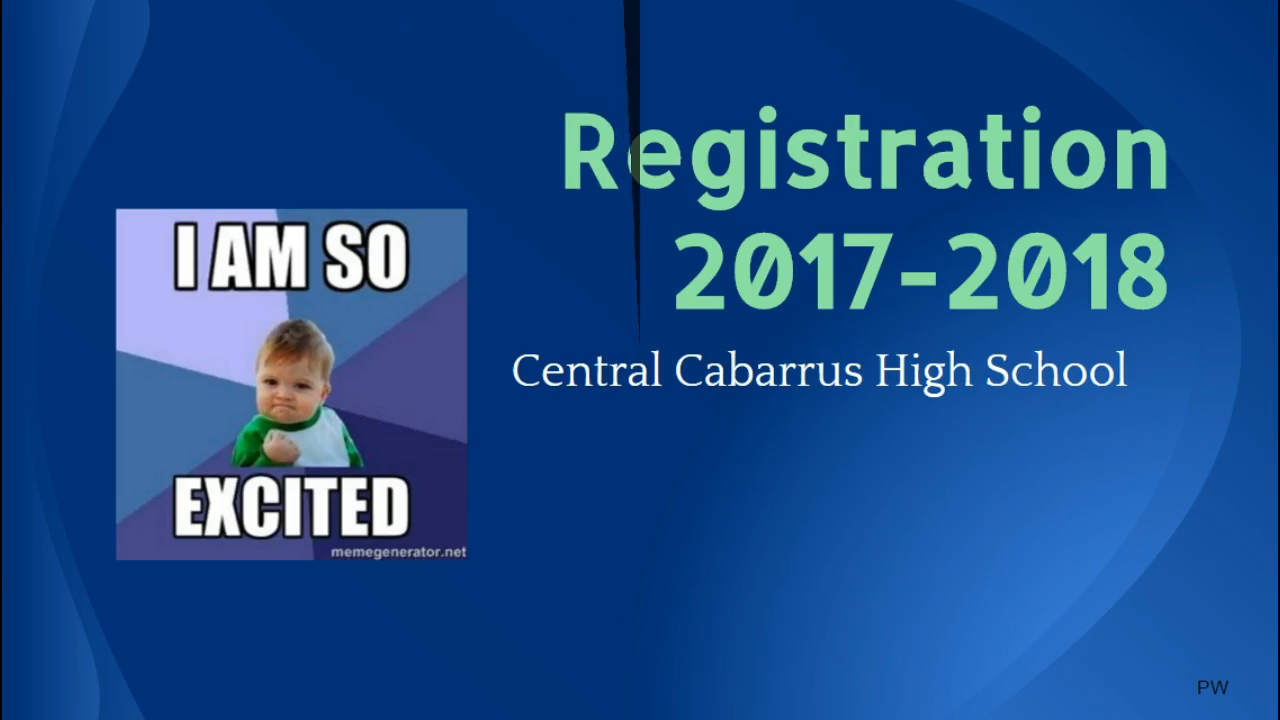 Registration
2017-2018
Central Cabarrus High School
I AM SO
EXCITED
memegenerator.net
PW